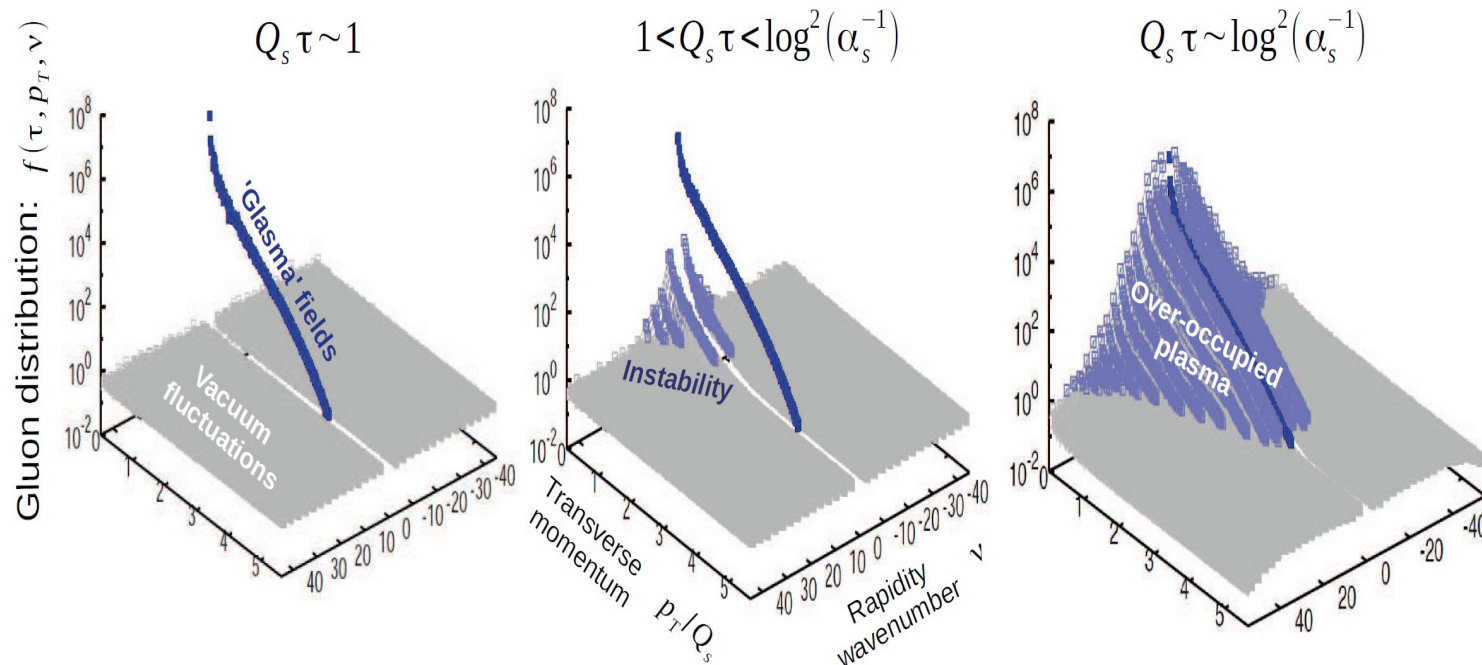 Q_s τ∼1
1<Q_s τ<log²(α_s⁻¹)
Q_s τ∼log²(α_s⁻¹)
Gluon distribution: f(τ, p_T, ν)
10⁸
10⁶
10⁴
10²
10⁰
10⁻²
0
1
2
3
4
5
40 30 20 10 0 -10 -20 -30 -40
'Glasma' fields
Vacuum
fluctuations
10⁸
10⁶
10⁴
10²
10⁰
10⁻²
0
1
2
3
4
5
40 30 20 10 0 -10 -20 -30 -40
Instability
Transverse
momentum p_T/Q_s
Rapidity
wavenumber ν
10⁸
10⁶
10⁴
10²
10⁰
10⁻²
0
1
2
3
4
5
40 20 0 -20 -40
Over-occupied
plasma